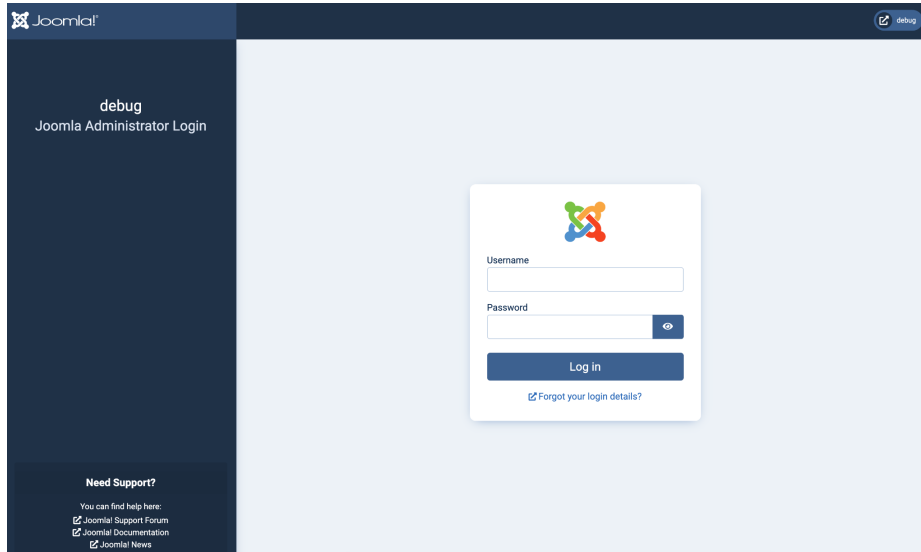 Joomla!®
debug
debug
Joomla Administrator Login
Username
Password
Log in
Forgot your login details?
Need Support?
You can find help here:
Joomla! Support Forum
Joomla! Documentation
Joomla! News